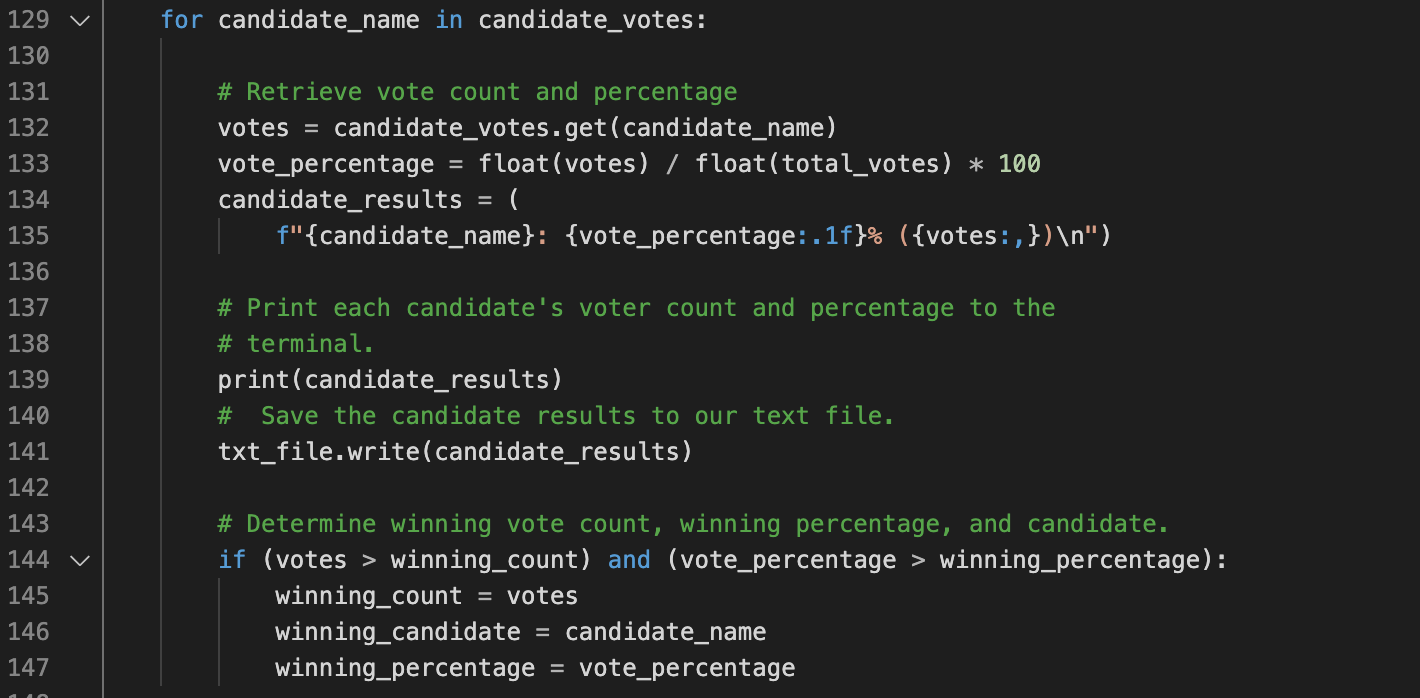 129 for candidate_name in candidate_votes:
130
131 # Retrieve vote count and percentage
132 votes = candidate_votes.get(candidate_name)
133 vote_percentage = float(votes) / float(total_votes) * 100
134 candidate_results = (
135 f"{candidate_name}: {vote_percentage:.1f}% ({votes:,})\n")
136
137 # Print each candidate's voter count and percentage to the
138 # terminal.
139 print(candidate_results)
140 #  Save the candidate results to our text file.
141 txt_file.write(candidate_results)
142
143 # Determine winning vote count, winning percentage, and candidate.
144 if (votes > winning_count) and (vote_percentage > winning_percentage):
145 winning_count = votes
146 winning_candidate = candidate_name
147 winning_percentage = vote_percentage